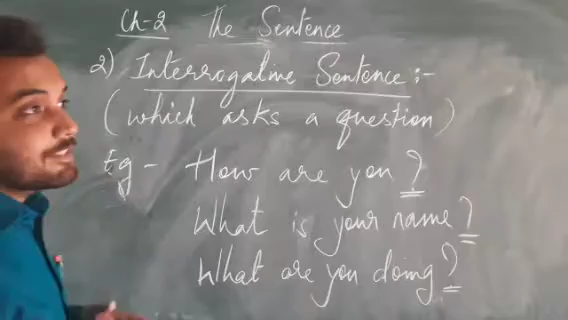 Ch-2 The Sentence
2) Interrogative Sentence :-
(which asks a question)
Eg - How are you ?
What is your name ?
What are you doing ?